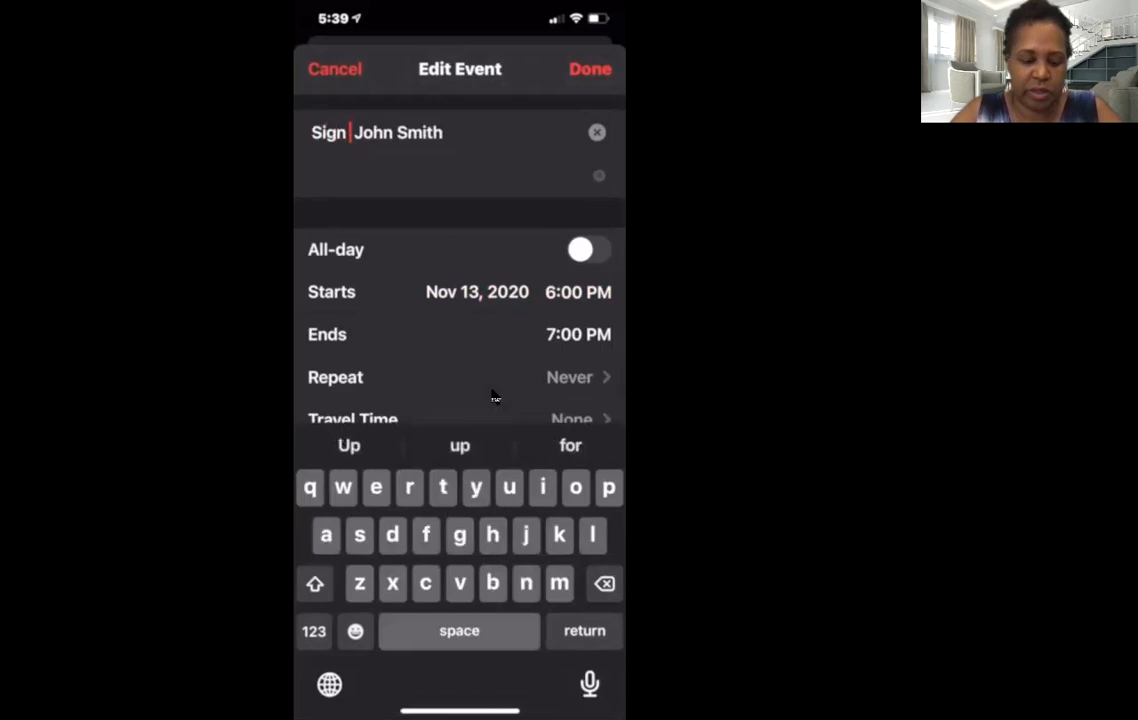 5:39
Cancel Edit Event Done
Sign John Smith
All-day
Starts Nov 13, 2020 6:00 PM
Ends 7:00 PM
Repeat Never
Travel Time None
Up up for
q w e r t y u i o p
a s d f g h j k l
z x c v b n m
123 space return